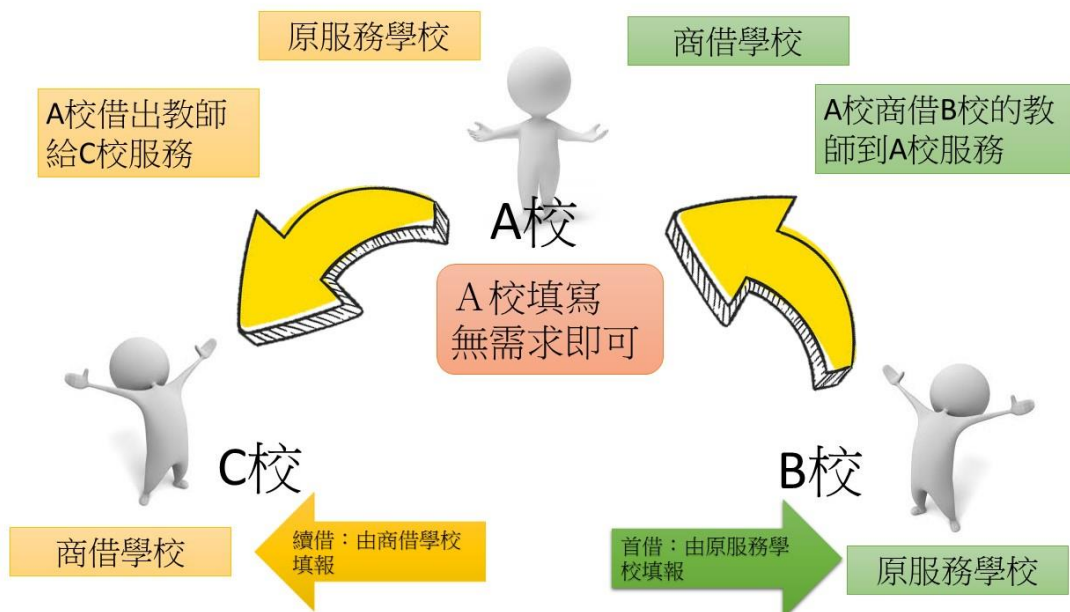 原服務學校
商借學校
A校借出教師
給C校服務
A校商借B校的教
師到A校服務
A校
Ａ校填寫
無需求即可
C校
B校
商借學校
續借：由商借學校
填報
首借：由原服務學
校填報
原服務學校